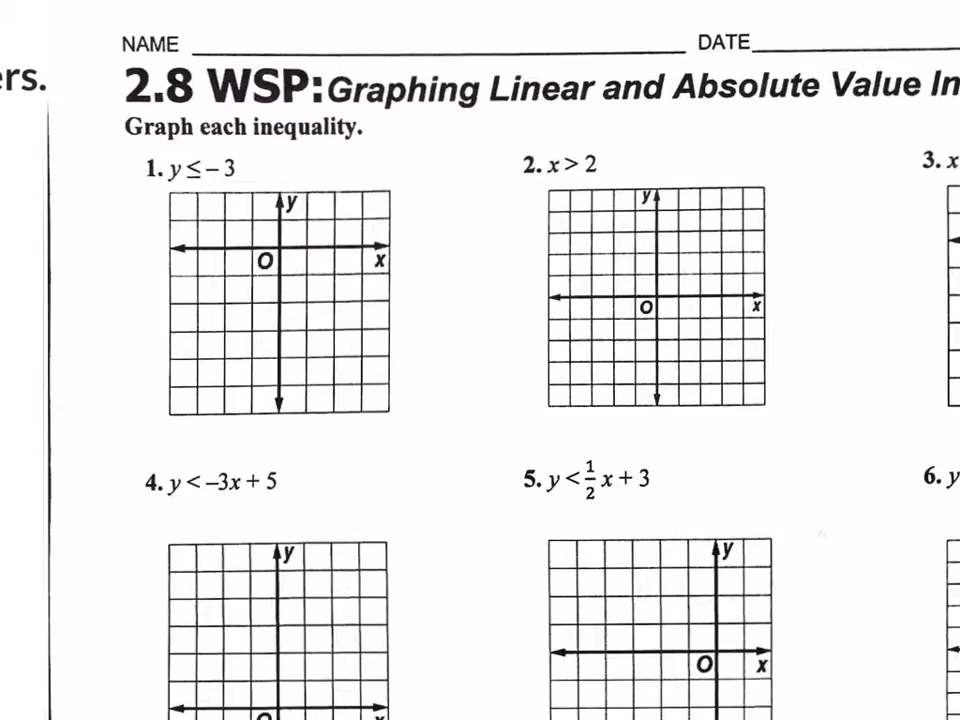 NAME DATE
ers.
2.8 WSP: Graphing Linear and Absolute Value In
Graph each inequality.
1. y ≤ – 3
2. x > 2
3. x
y
x
O
y
x
O
4. y < –3x + 5
5. y < 1/2 x + 3
6. y
y
x
O
y
x
O